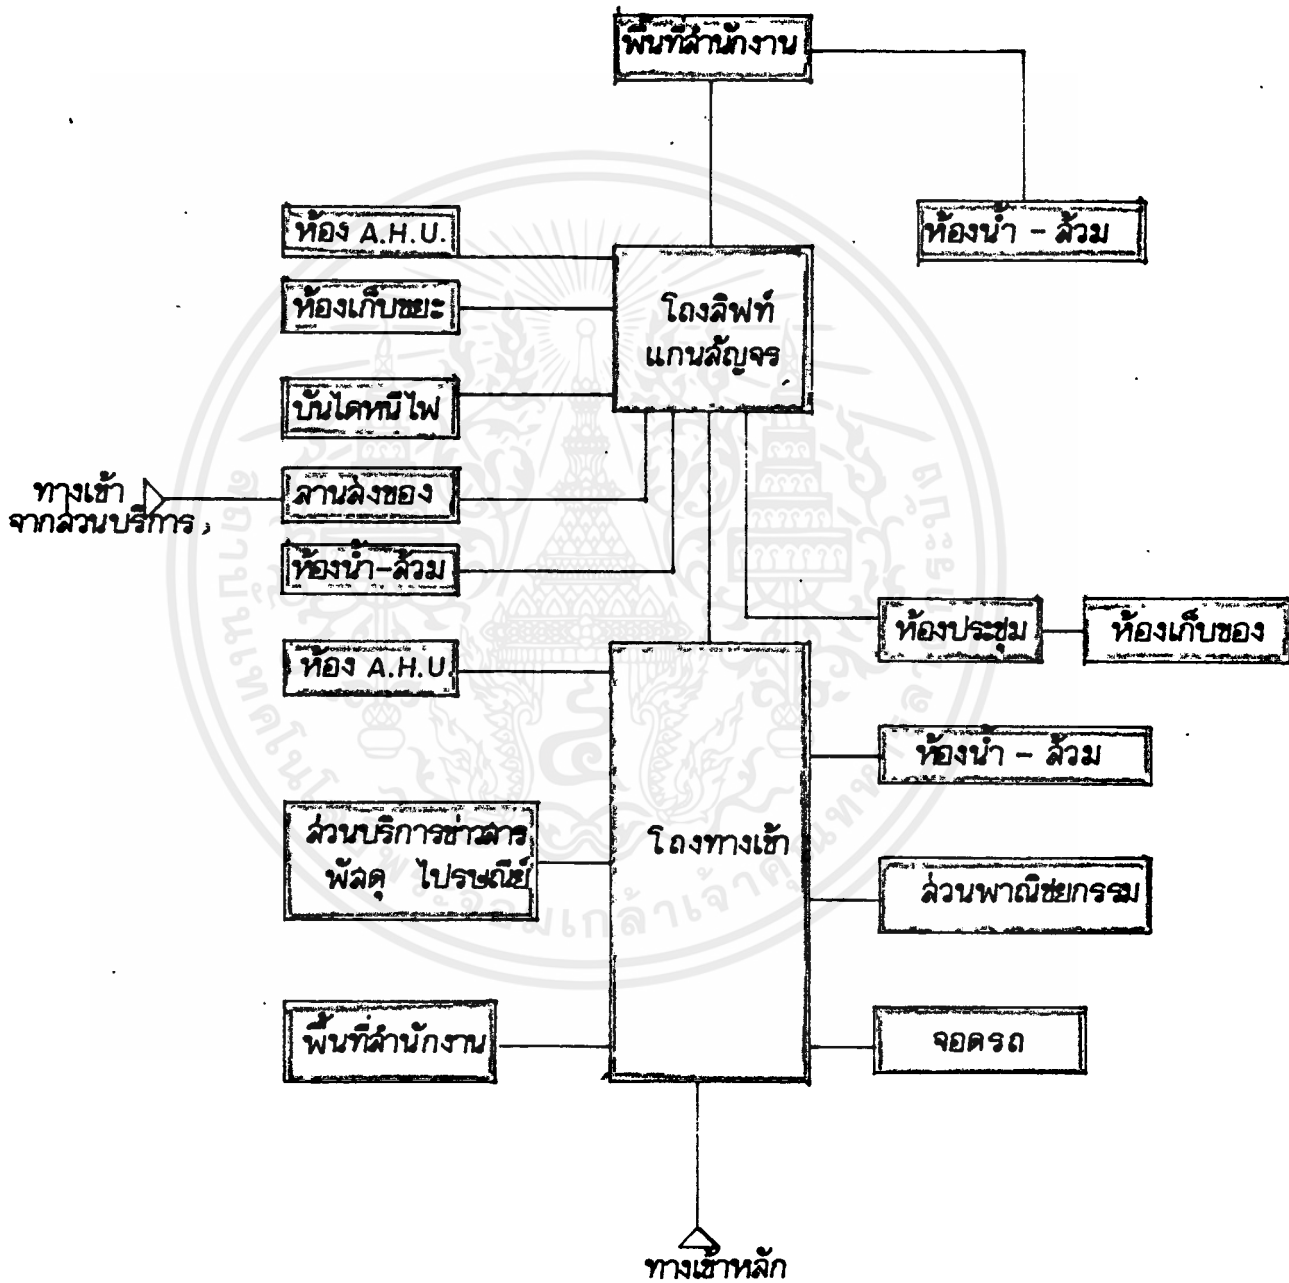 พื้นที่สำนักงาน
ห้องน้ำ - ส้วม
ห้อง A.H.U.
ห้องเก็บขยะ
โถงลิฟท์
แกนสัญจร
บันไดหนีไฟ
ทางเข้า
จากส่วนบริการ
ลานส่งของ
ห้องน้ำ-ส้วม
ห้องประชุม
ห้องเก็บของ
ห้อง A.H.U.
ห้องน้ำ - ส้วม
ส่วนบริการข่าวสาร
พัสดุ ไปรษณีย์
โถงทางเข้า
ส่วนพาณิชยกรรม
พื้นที่สำนักงาน
จอดรถ
ทางเข้าหลัก